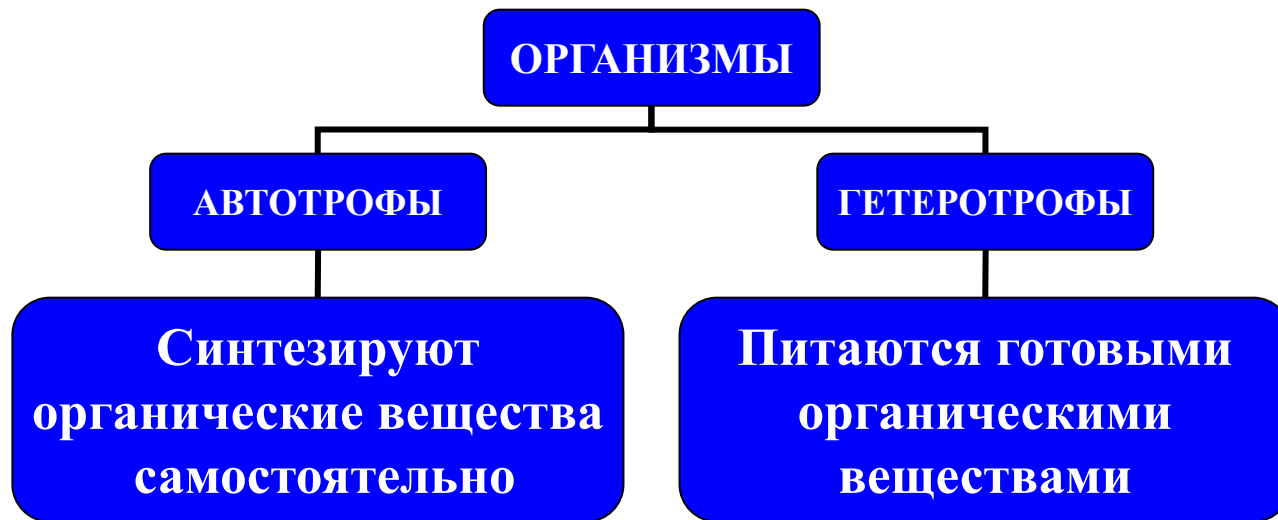 ОРГАНИЗМЫ
АВТОТРОФЫ
ГЕТЕРОТРОФЫ
Синтезируют
органические вещества
самостоятельно
Питаются готовыми
органическими
веществами